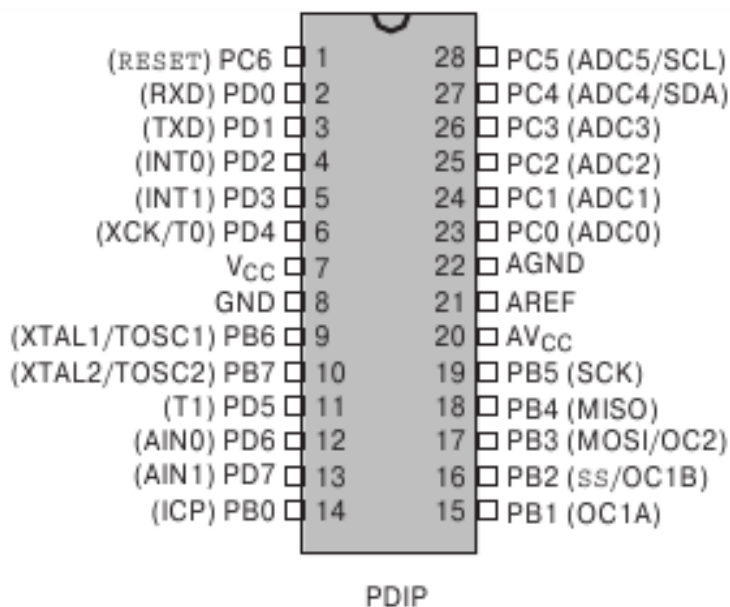 (RESET) PC6 1 28 PC5 (ADC5/SCL)
(RXD) PD0 2 27 PC4 (ADC4/SDA)
(TXD) PD1 3 26 PC3 (ADC3)
(INT0) PD2 4 25 PC2 (ADC2)
(INT1) PD3 5 24 PC1 (ADC1)
(XCK/T0) PD4 6 23 PC0 (ADC0)
VCC 7 22 AGND
GND 8 21 AREF
(XTAL1/TOSC1) PB6 9 20 AVCC
(XTAL2/TOSC2) PB7 10 19 PB5 (SCK)
(T1) PD5 11 18 PB4 (MISO)
(AIN0) PD6 12 17 PB3 (MOSI/OC2)
(AIN1) PD7 13 16 PB2 (SS/OC1B)
(ICP) PB0 14 15 PB1 (OC1A)
PDIP